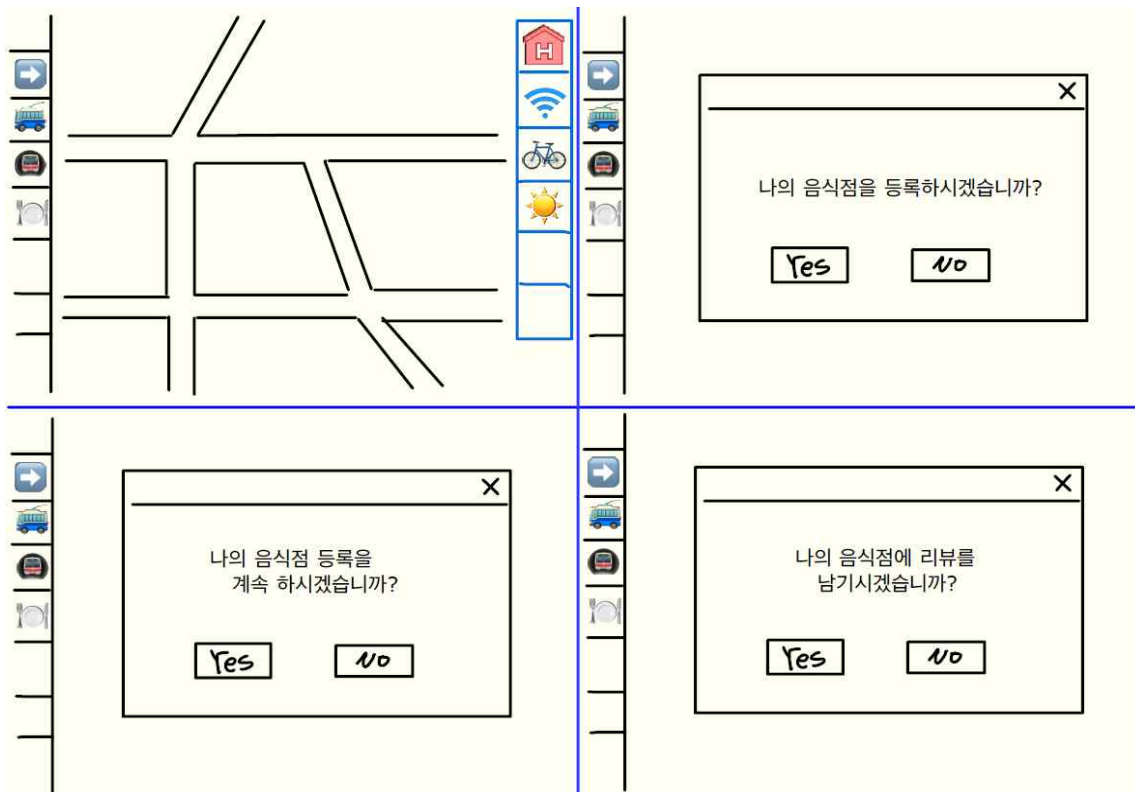 H
나의 음식점을 등록하시겠습니까?
Yes NO
나의 음식점 등록을
계속 하시겠습니까?
Yes NO
나의 음식점에 리뷰를
남기시겠습니까?
Yes NO